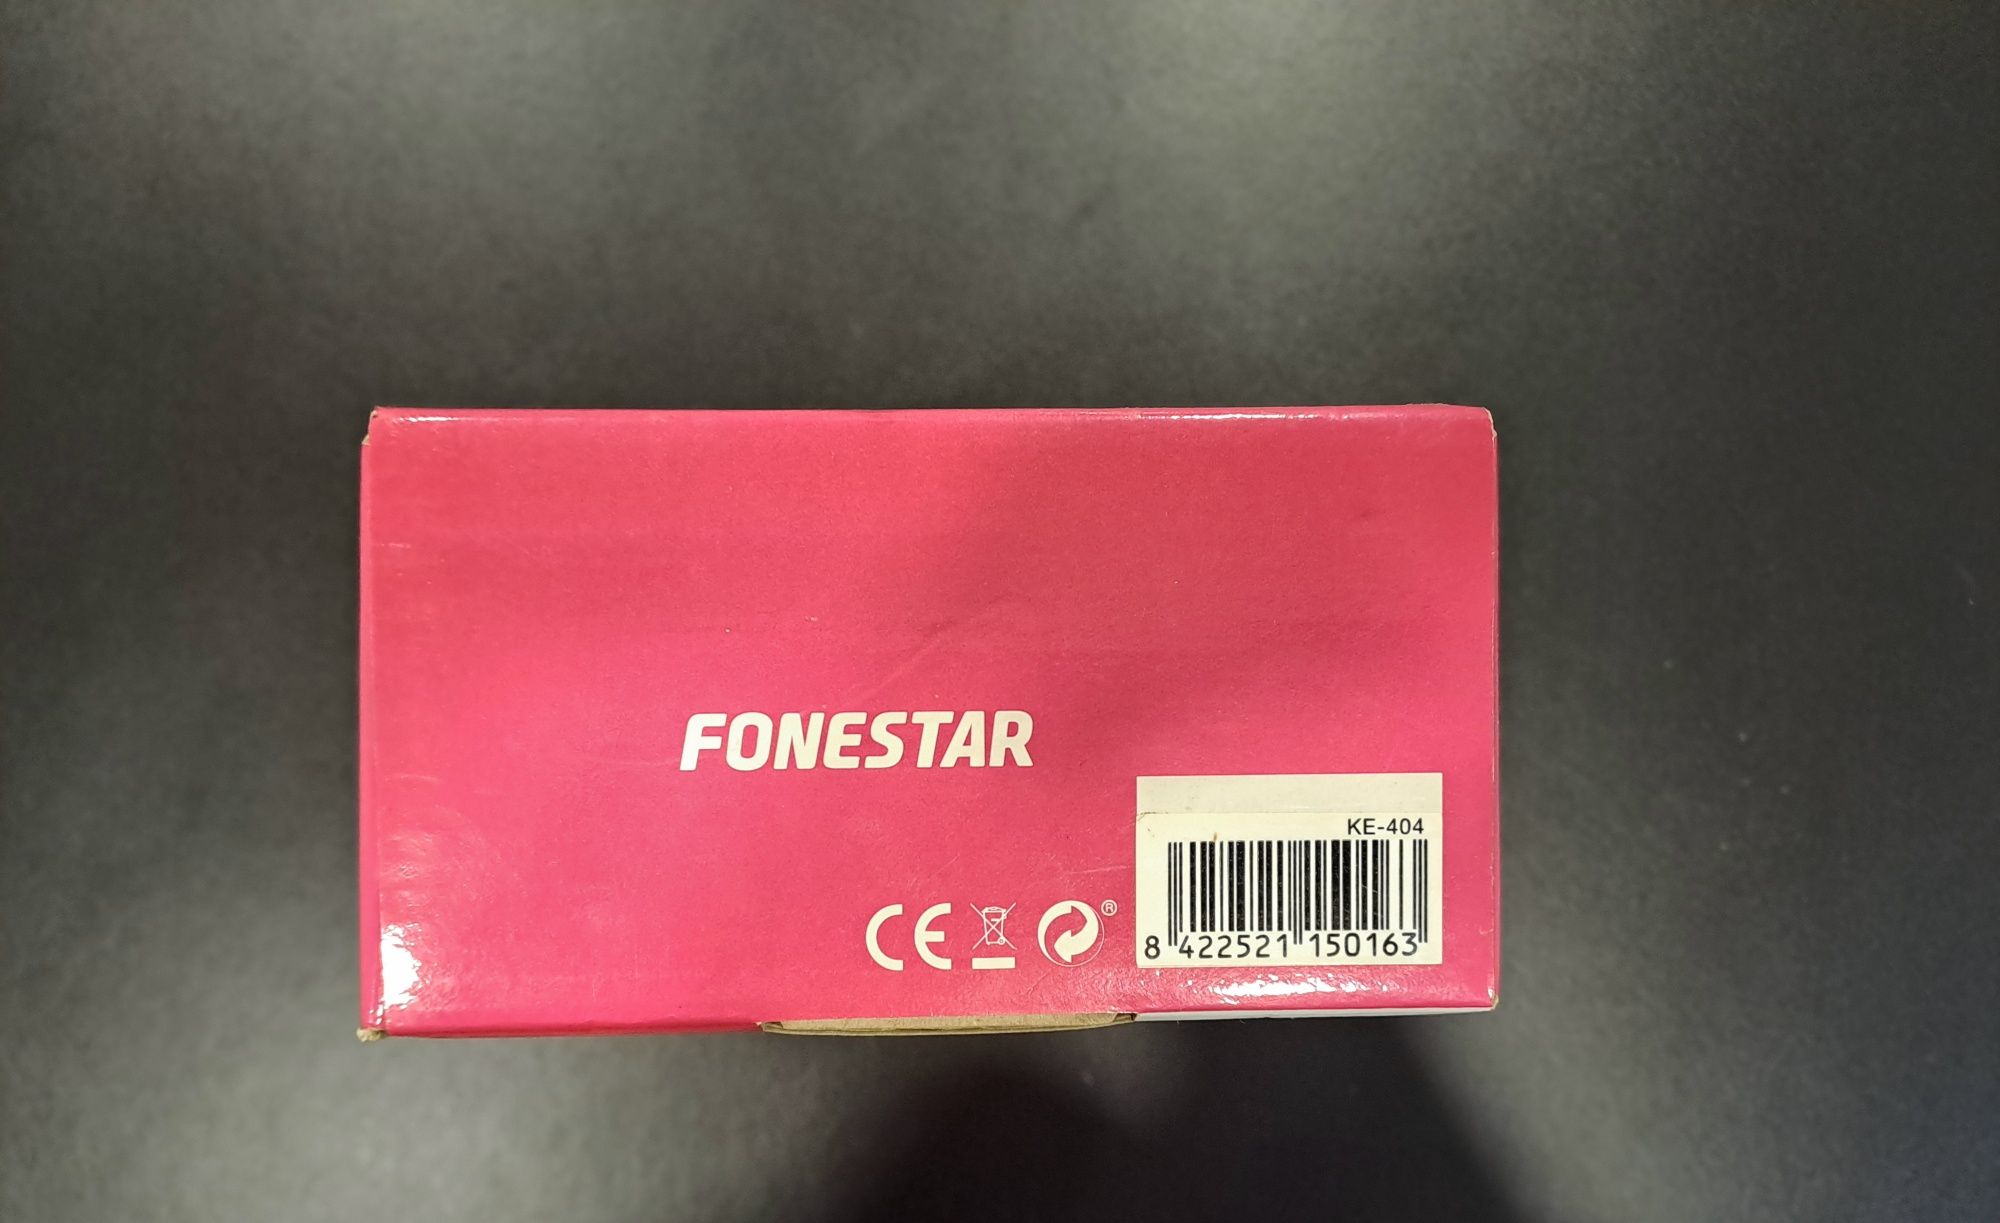 FONESTAR
KE-404
CE
®
8 422521 150163